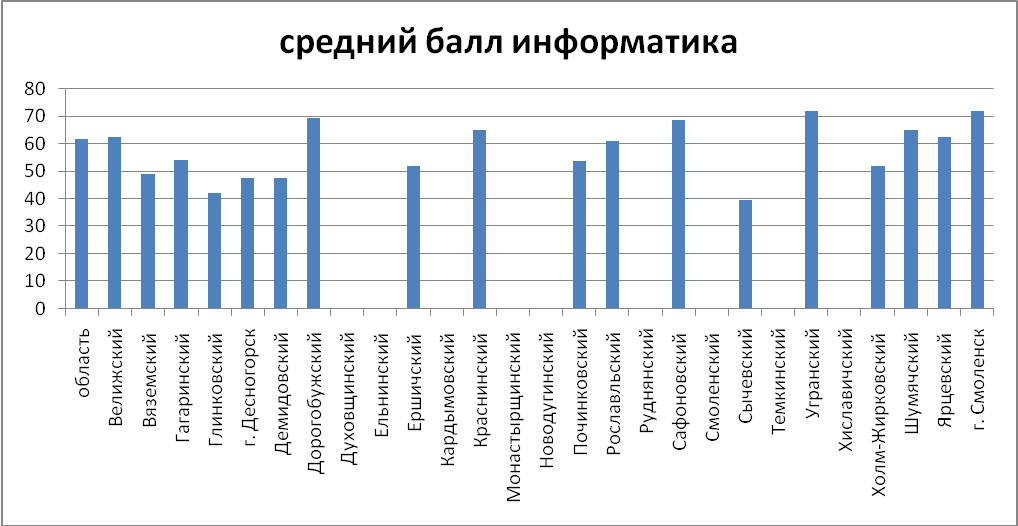 средний балл информатика
80
70
60
50
40
30
20
10
0
область
Велижский
Вяземский
Гагаринский
Глинковский
г. Десногорск
Демидовский
Дорогобужский
Духовщинский
Ельнинский
Ершичский
Кардымовский
Краснинский
Монастырщинский
Новодугинский
Починковский
Рославльский
Руднянский
Сафоновский
Смоленский
Сычевский
Темкинский
Угранский
Хиславичский
Холм-Жирковский
Шумячский
Ярцевский
г. Смоленск